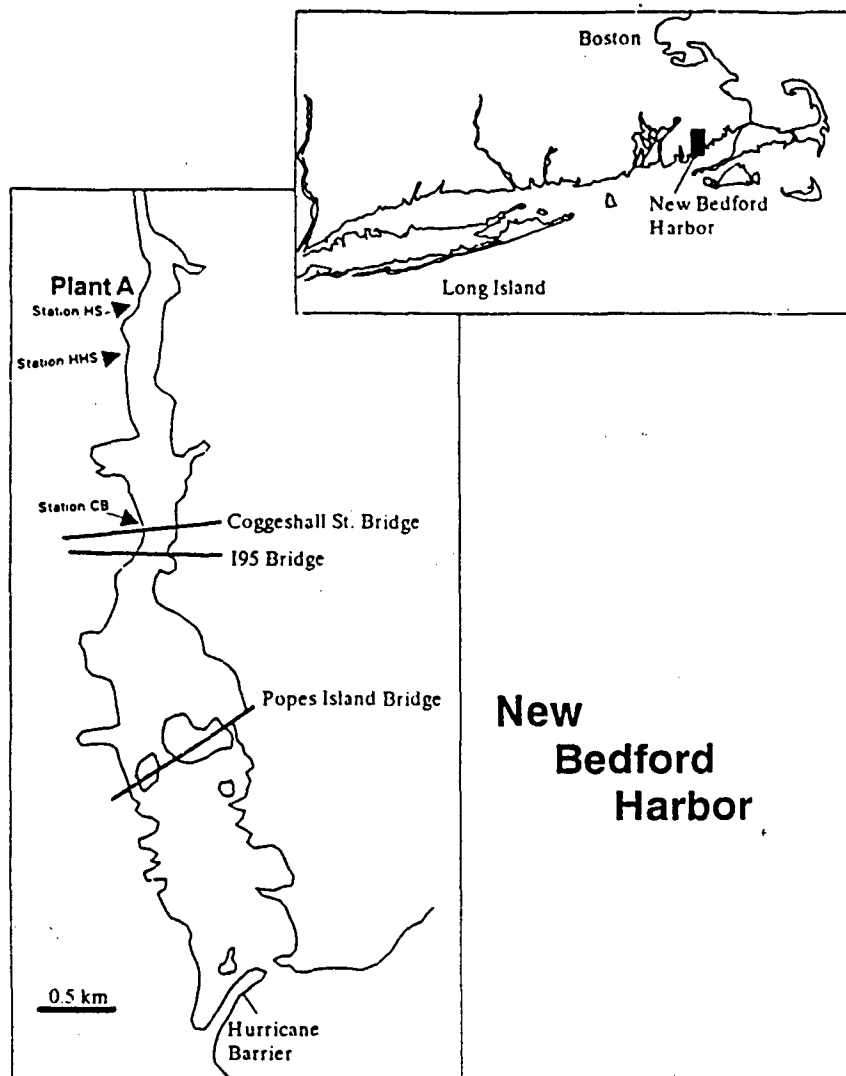 Boston
New Bedford
Harbor
Long Island
Plant A
Station HS
Station HHS
Station CB
Coggeshall St. Bridge
I95 Bridge
Popes Island Bridge
New
Bedford
Harbor
0.5 km
Hurricane
Barrier